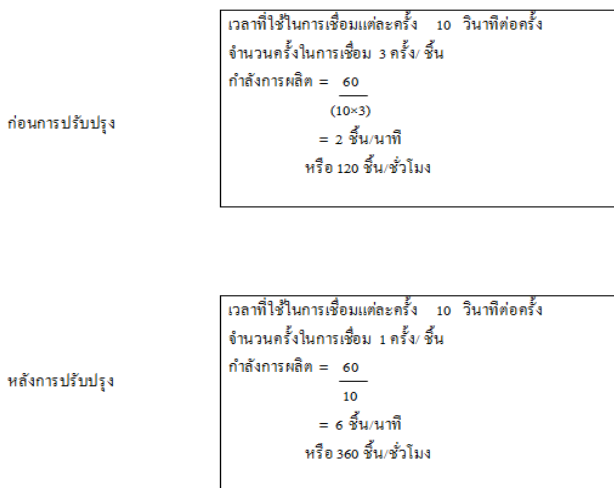 เวลาที่ใช้ในการเชื่อมแต่ละครั้ง 10 วินาทีต่อครั้ง
จำนวนครั้งในการเชื่อม 3 ครั้ง/ ชิ้น
กำลังการผลิต = 60
(10×3)
ก่อนการปรับปรุง
= 2 ชิ้น/นาที
หรือ 120 ชิ้น/ชั่วโมง
เวลาที่ใช้ในการเชื่อมแต่ละครั้ง 10 วินาทีต่อครั้ง
จำนวนครั้งในการเชื่อม 1 ครั้ง/ ชิ้น
กำลังการผลิต = 60
หลังการปรับปรุง
10
= 6 ชิ้น/นาที
หรือ 360 ชิ้น/ชั่วโมง